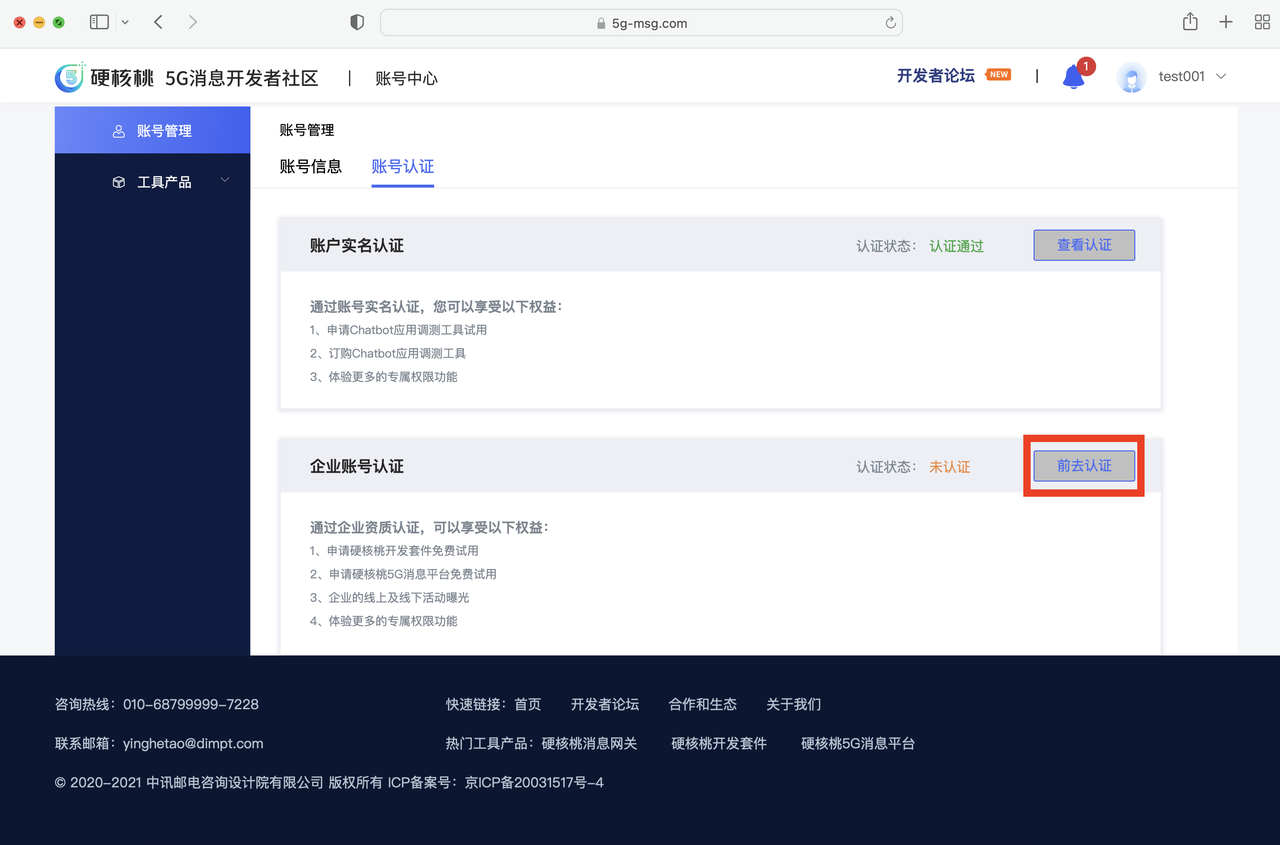 5g-msg.com
硬核桃 5G消息开发者社区 | 账号中心
开发者论坛 NEW | 1 test001
账号管理
工具产品
账号管理
账号信息 账号认证
账户实名认证 认证状态： 认证通过 查看认证
通过账号实名认证，您可以享受以下权益：
1、申请Chatbot应用调测工具试用
2、订购Chatbot应用调测工具
3、体验更多的专属权限功能
企业账号认证 认证状态： 未认证 前去认证
通过企业资质认证，可以享受以下权益：
1、申请硬核桃开发套件免费试用
2、申请硬核桃5G消息平台免费试用
3、企业的线上及线下活动曝光
4、体验更多的专属权限功能
咨询热线：010-68799999-7228 快速链接：首页 开发者论坛 合作和生态 关于我们
联系邮箱：yinghetao@dimpt.com 热门工具产品：硬核桃消息网关 硬核桃开发套件 硬核桃5G消息平台
© 2020-2021 中讯邮电咨询设计院有限公司 版权所有 ICP备案号：京ICP备20031517号-4